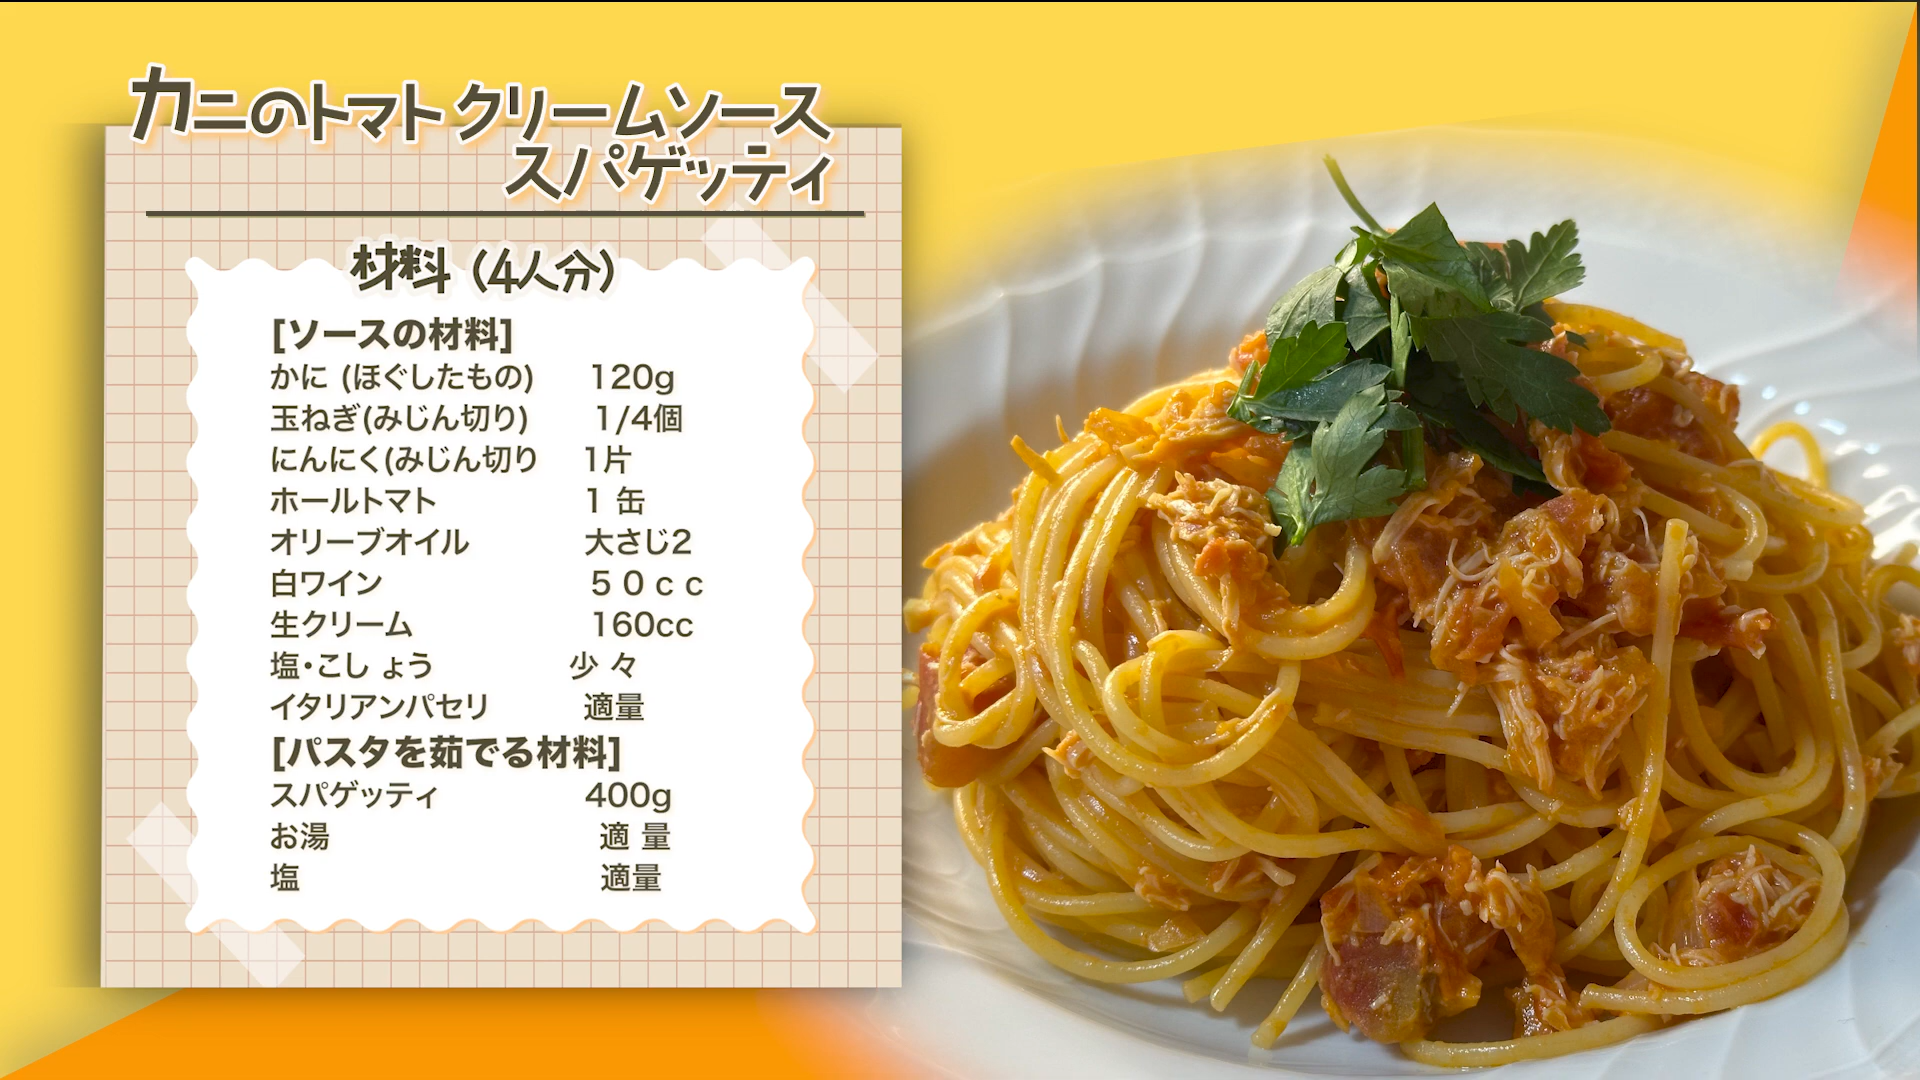 カニのトマトクリームソース
スパゲッティ
材料（4人分）
[ソースの材料]
かに (ほぐしたもの) 120g
玉ねぎ(みじん切り) 1/4個
にんにく(みじん切り 1片
ホールトマト 1 缶
オリーブオイル 大さじ2
白ワイン ５０ｃｃ
生クリーム 160cc
塩・こし ょう 少 々
イタリアンパセリ 適量
[パスタを茹でる材料]
スパゲッティ 400g
お湯 適 量
塩 適量